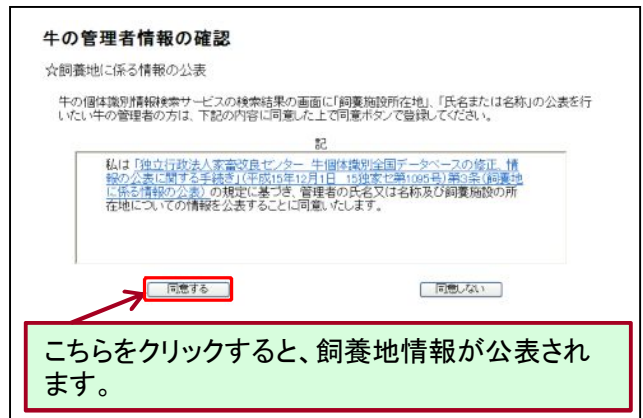 牛の管理者情報の確認
☆飼養地に係る情報の公表
牛の個体識別情報検索サービスの検索結果の画面に「飼養施設所在地」、「氏名または名称」の公表を行
いたい牛の管理者の方は、下記の内容に同意した上で同意ボタンで登録してください。
記
私は「独立行政法人家畜改良センター 牛個体識別全国データベースの修正、情
報の公表に関する手続き」（平成15年12月1日 15独家セ第1095号）第3条（飼養地
に係る情報の公表）の規定に基づき、管理者の氏名又は名称及び飼養施設の所
在地についての情報を公表することに同意いたします。
同意する 同意しない
こちらをクリックすると、飼養地情報が公表され
ます。